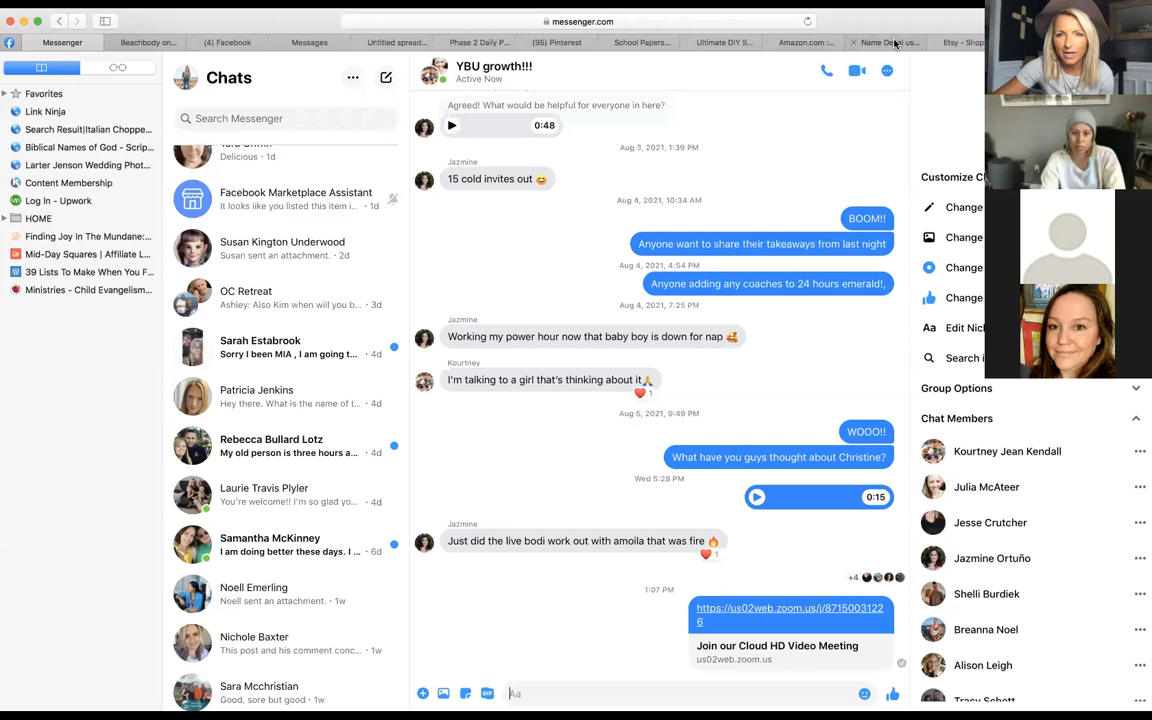 messenger.com
Messenger
Beachbody on...
(4) Facebook
Messages
Untitled spread...
Phase 2 Daily P...
(95) Pinterest
School Papers...
Ultimate DIY S...
Amazon.com :...
Etsy - Shop
Favorites
Link Ninja
Search Result|Italian Choppe...
Biblical Names of God - Scrip...
Larter Jenson Wedding Phot...
Content Membership
Log In - Upwork
HOME
Finding Joy In The Mundane:...
Mid-Day Squares | Affiliate L...
39 Lists To Make When You F...
Ministries - Child Evangelism...
Chats
Search Messenger
Delicious · 1d
Facebook Marketplace Assistant
It looks like you listed this item i... · 1d
Susan Kington Underwood
Susan sent an attachment. · 2d
OC Retreat
Ashley: Also Kim when will you b... · 3d
Sarah Estabrook
Sorry I been MIA , I am going t... · 4d
Patricia Jenkins
Hey there. What is the name of t... · 4d
Rebecca Bullard Lotz
My old person is three hours a... · 4d
Laurie Travis Plyler
You're welcome!! I'm so glad yo... · 4d
Samantha McKinney
I am doing better these days. I ... · 6d
Noell Emerling
Noell sent an attachment. · 1w
Nichole Baxter
This post and his comment conc... · 1w
Sara Mcchristian
Good, sore but good · 1w
YBU growth!!!
Active Now
Agreed! What would be helpful for everyone in here?
0:48
Aug 3, 2021, 1:39 PM
Jazmine
15 cold invites out 😊
Aug 4, 2021, 10:34 AM
BOOM!!
Anyone want to share their takeaways from last night
Aug 4, 2021, 4:54 PM
Anyone adding any coaches to 24 hours emerald!,
Aug 4, 2021, 7:25 PM
Jazmine
Working my power hour now that baby boy is down for nap 🥰
Kourtney
I'm talking to a girl that's thinking about it🙏
❤️ 1
Aug 5, 2021, 9:49 PM
WOOO!!
What have you guys thought about Christine?
Wed 5:28 PM
0:15
Jazmine
Just did the live bodi work out with amoila that was fire 🔥
❤️ 1
+4
1:07 PM
https://us02web.zoom.us/j/8715003122
6
Join our Cloud HD Video Meeting
us02web.zoom.us
GIF
Aa
Customize C
Change
Change
Change
Change
Aa Edit Nic
Search i
Group Options
Chat Members
Kourtney Jean Kendall
Julia McAteer
Jesse Crutcher
Jazmine Ortuño
Shelli Burdiek
Breanna Noel
Alison Leigh